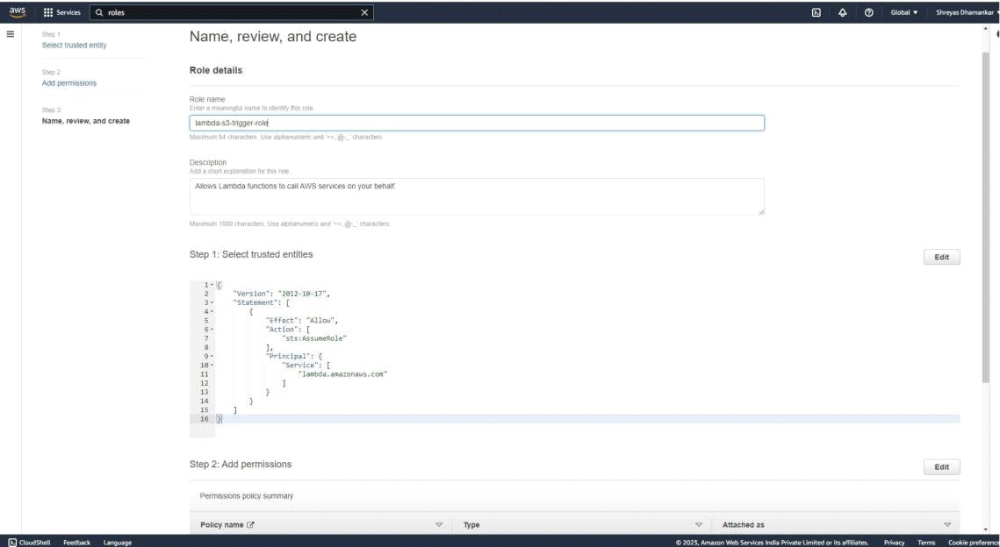 aws
Services
roles
Global
Shreyas Dhamankar
Step 1
Select trusted entity
Step 2
Add permissions
Step 3
Name, review, and create
Name, review, and create
Role details
Role name
Enter a meaningful name to identify this role.
lambda-s3-trigger-role
Maximum 64 characters. Use alphanumeric and '+=,.@-_' characters.
Description
Add a short explanation for this role.
Allows Lambda functions to call AWS services on your behalf.
Maximum 1000 characters. Use alphanumeric and '+=,.@-_' characters.
Step 1: Select trusted entities
Edit
1 {
2 "Version": "2012-10-17",
3 "Statement": [
4 {
5 "Effect": "Allow",
6 "Action": [
7 "sts:AssumeRole"
8 ],
9 "Principal": {
10 "Service": [
11 "lambda.amazonaws.com"
12 ]
13 }
14 }
15 ]
16 }
Step 2: Add permissions
Edit
Permissions policy summary
Policy name
Type
Attached as
CloudShell
Feedback
Language
© 2023, Amazon Web Services India Private Limited or its affiliates.
Privacy
Terms
Cookie preference